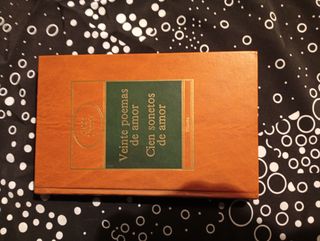 Veinte poemas
de amor
Cien sonetos
de amor